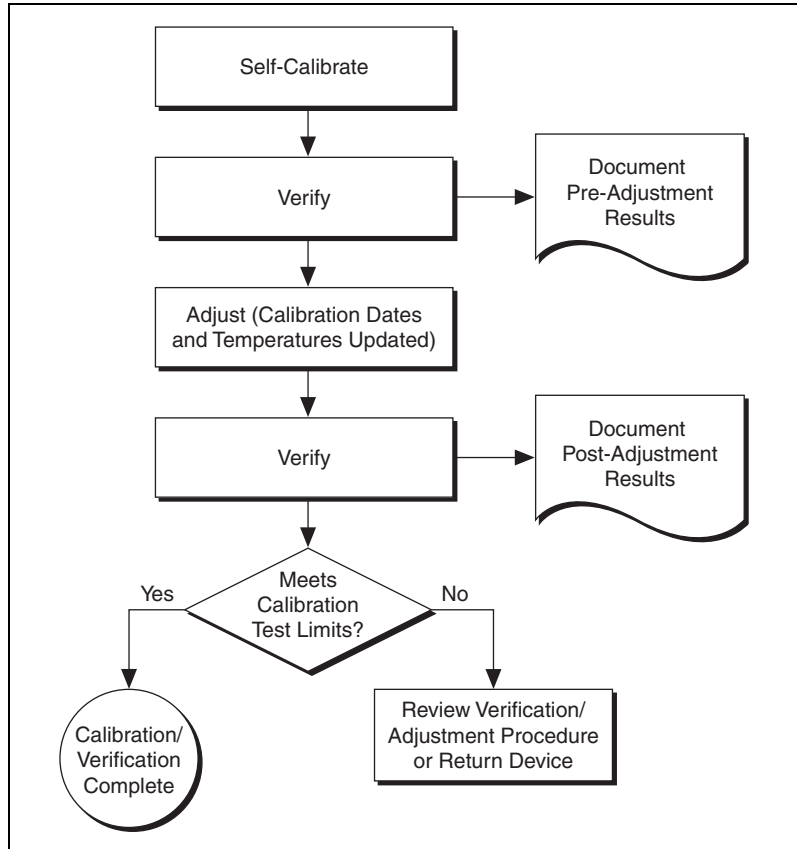 Self-Calibrate
Verify
Document
Pre-Adjustment
Results
Adjust (Calibration Dates
and Temperatures Updated)
Verify
Document
Post-Adjustment
Results
Meets
Calibration
Test Limits?
Yes
No
Calibration/
Verification
Complete
Review Verification/
Adjustment Procedure
or Return Device